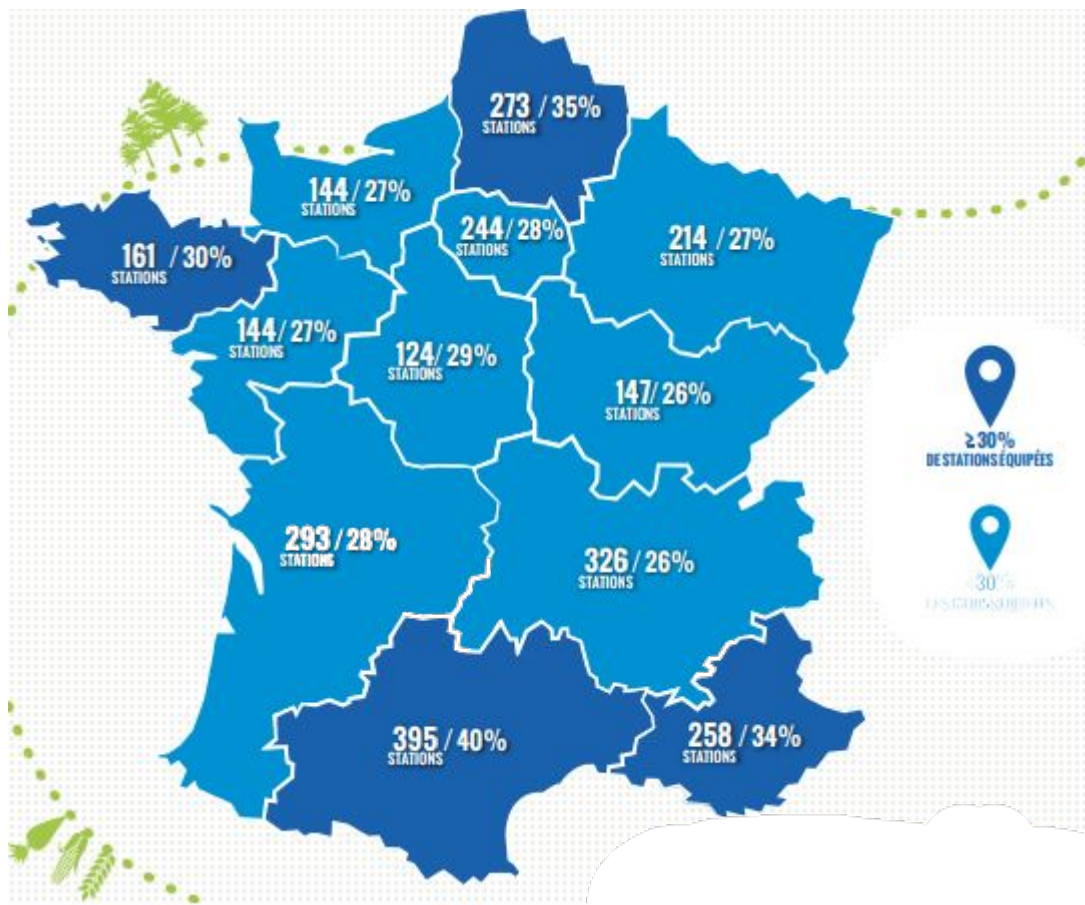 273 / 35%
STATIONS
144 / 27%
STATIONS
244 / 28%
STATIONS
214 / 27%
STATIONS
161 / 30%
STATIONS
144 / 27%
STATIONS
124 / 29%
STATIONS
147 / 26%
STATIONS
≥30%
DE STATIONS ÉQUIPÉES
293 / 28%
STATIONS
326 / 26%
STATIONS
30%
395 / 40%
STATIONS
258 / 34%
STATIONS